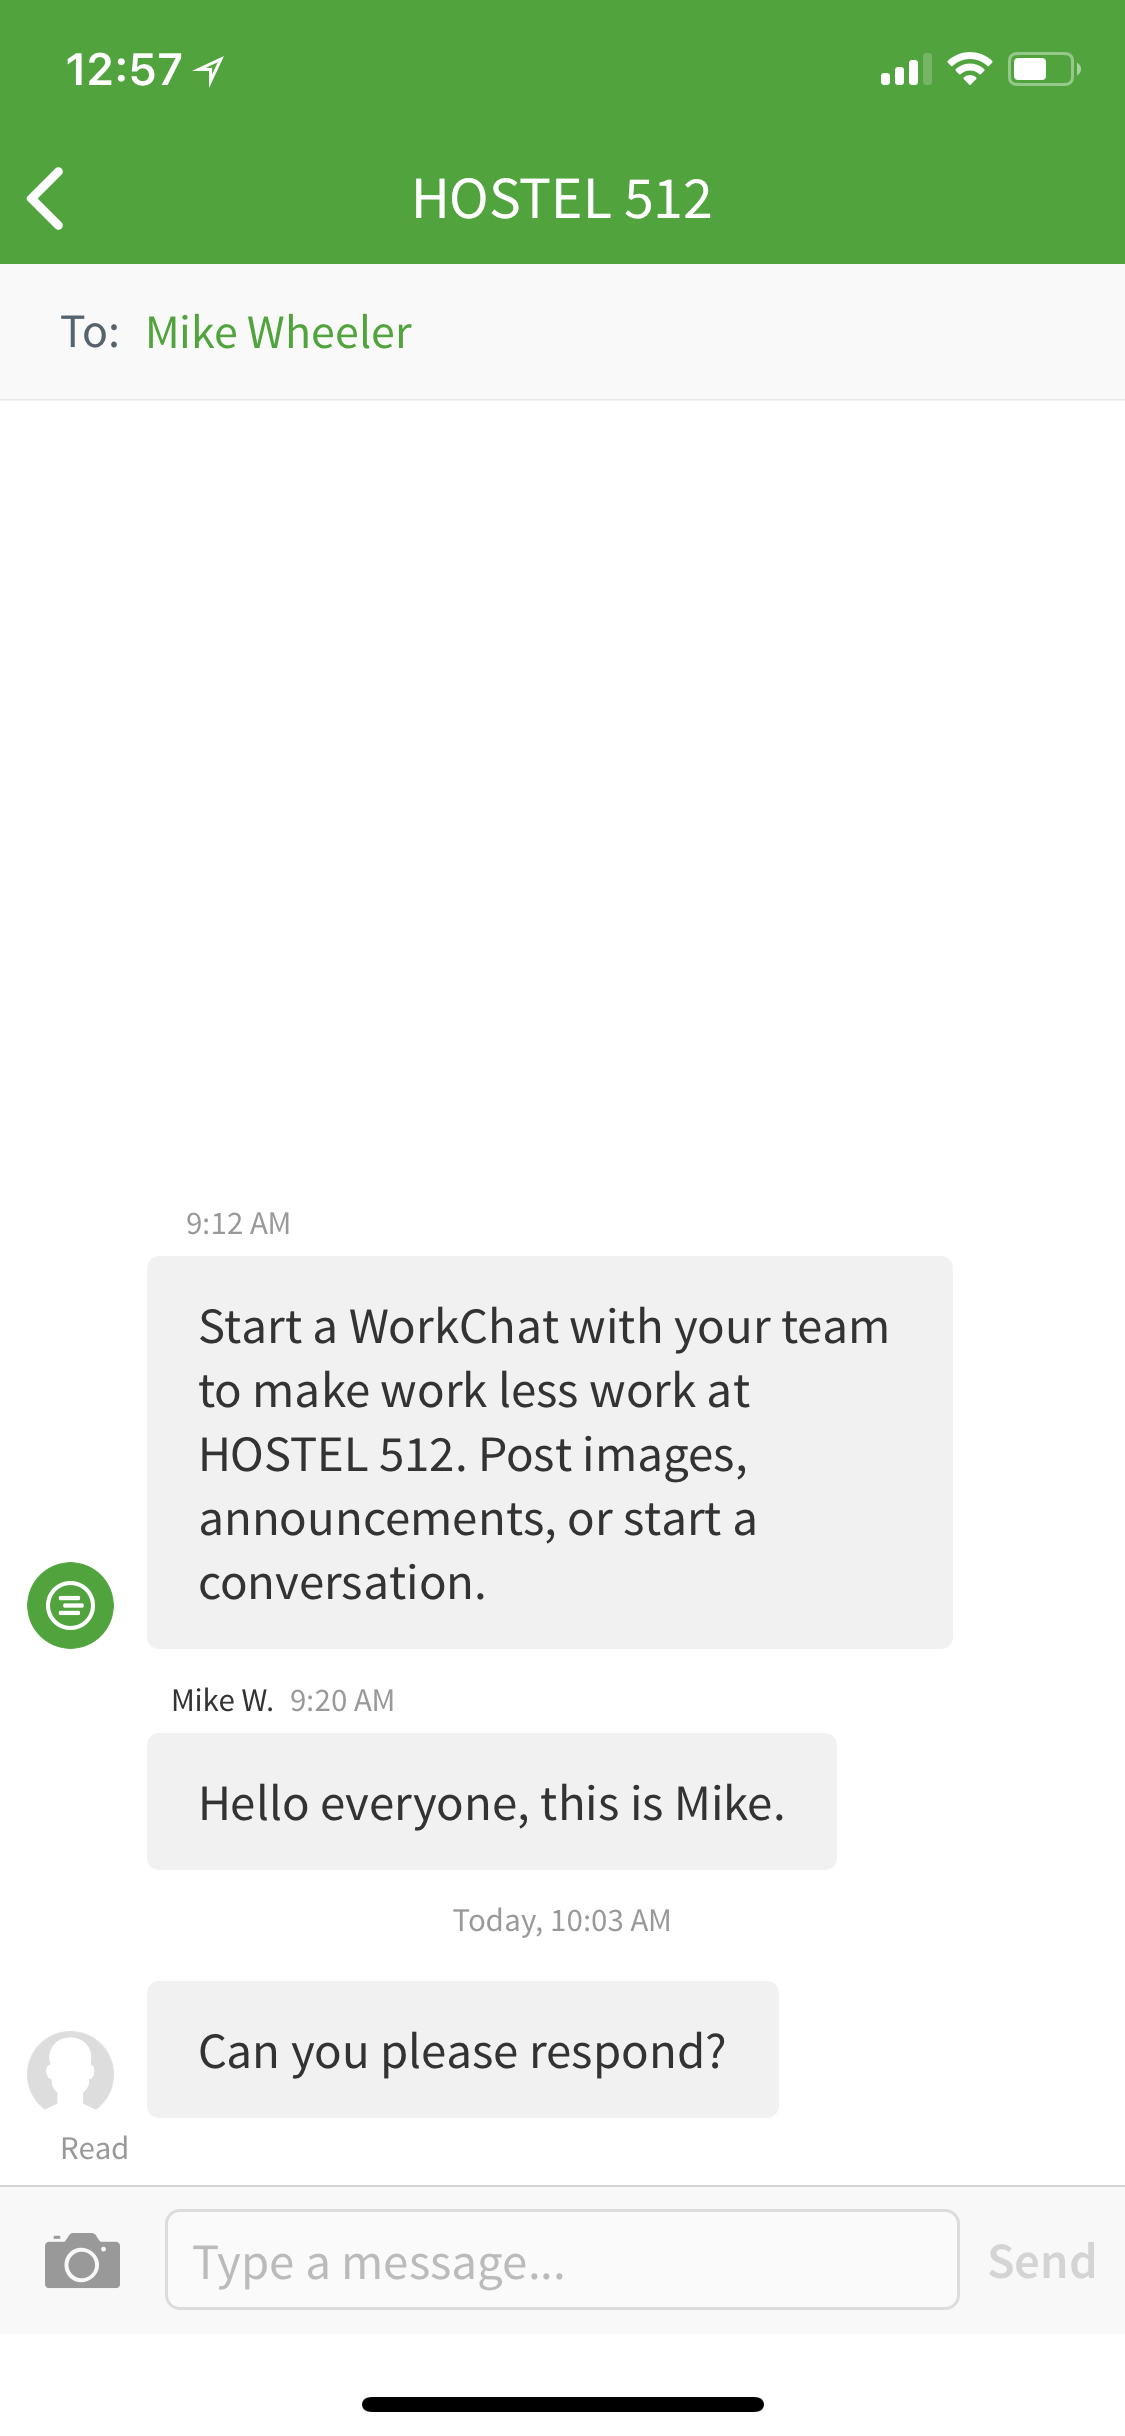 12:57
HOSTEL 512
To: Mike Wheeler
9:12 AM
Start a WorkChat with your team
to make work less work at
HOSTEL 512. Post images,
announcements, or start a
conversation.
Mike W. 9:20 AM
Hello everyone, this is Mike.
Today, 10:03 AM
Can you please respond?
Read
Type a message...
Send